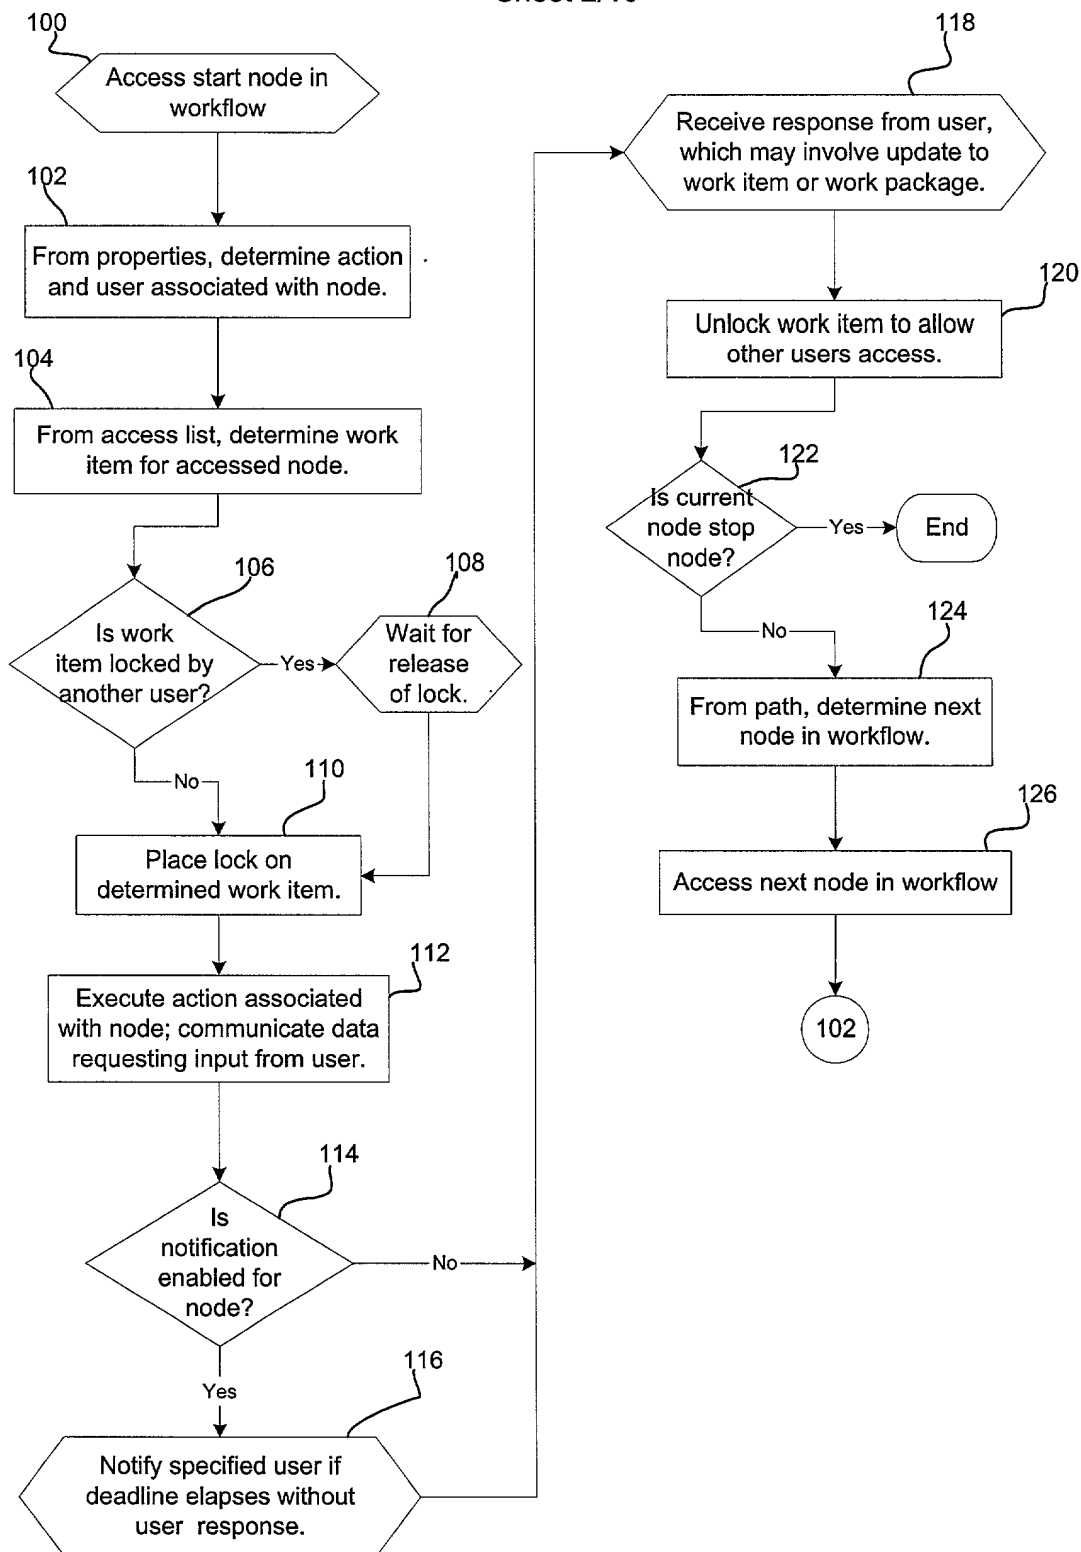 100
Access start node in
workflow
102
From properties, determine action
and user associated with node.
104
From access list, determine work
item for accessed node.
106
Is work
item locked by
another user?
Yes
108
Wait for
release
of lock.
No
110
Place lock on
determined work item.
112
Execute action associated
with node; communicate data
requesting input from user.
114
Is
notification
enabled for
node?
No
Yes
116
Notify specified user if
deadline elapses without
user response.
118
Receive response from user,
which may involve update to
work item or work package.
120
Unlock work item to allow
other users access.
122
Is current
node stop
node?
Yes
End
No
124
From path, determine next
node in workflow.
126
Access next node in workflow
102